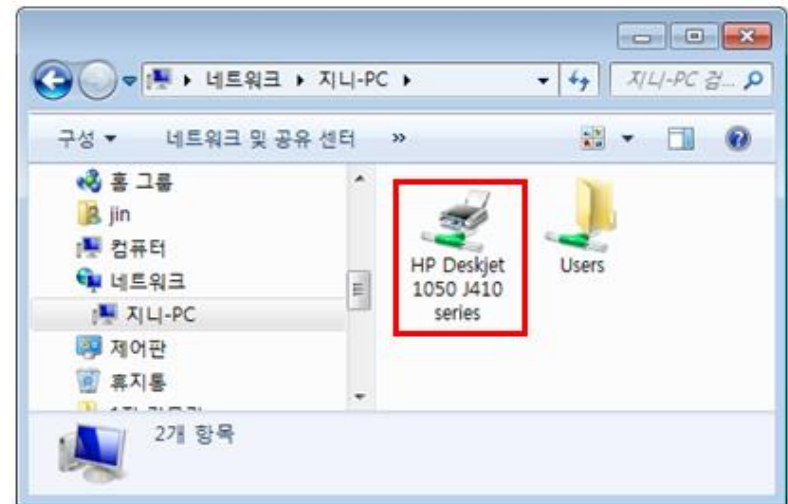 네트워크 ▸ 지니-PC ▸
지니-PC 검...
구성 ▾ 네트워크 및 공유 센터 »
홈 그룹
jin
컴퓨터
네트워크
지니-PC
제어판
휴지통
HP Deskjet
1050 J410
series
Users
2개 항목